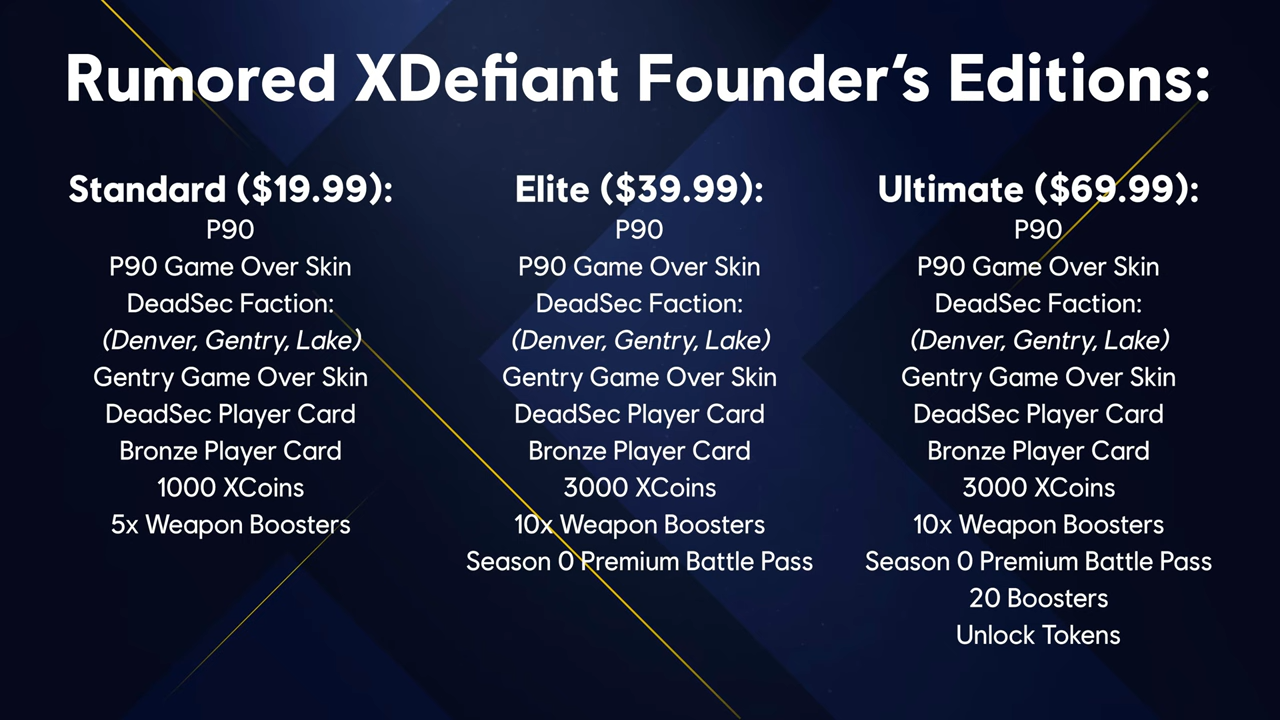 Rumored XDefiant Founder's Editions:
Standard ($19.99):
P90
P90 Game Over Skin
DeadSec Faction:
(Denver, Gentry, Lake)
Gentry Game Over Skin
DeadSec Player Card
Bronze Player Card
1000 XCoins
5x Weapon Boosters
Elite ($39.99):
P90
P90 Game Over Skin
DeadSec Faction:
(Denver, Gentry, Lake)
Gentry Game Over Skin
DeadSec Player Card
Bronze Player Card
3000 XCoins
10x Weapon Boosters
Season 0 Premium Battle Pass
Ultimate ($69.99):
P90
P90 Game Over Skin
DeadSec Faction:
(Denver, Gentry, Lake)
Gentry Game Over Skin
DeadSec Player Card
Bronze Player Card
3000 XCoins
10x Weapon Boosters
Season 0 Premium Battle Pass
20 Boosters
Unlock Tokens